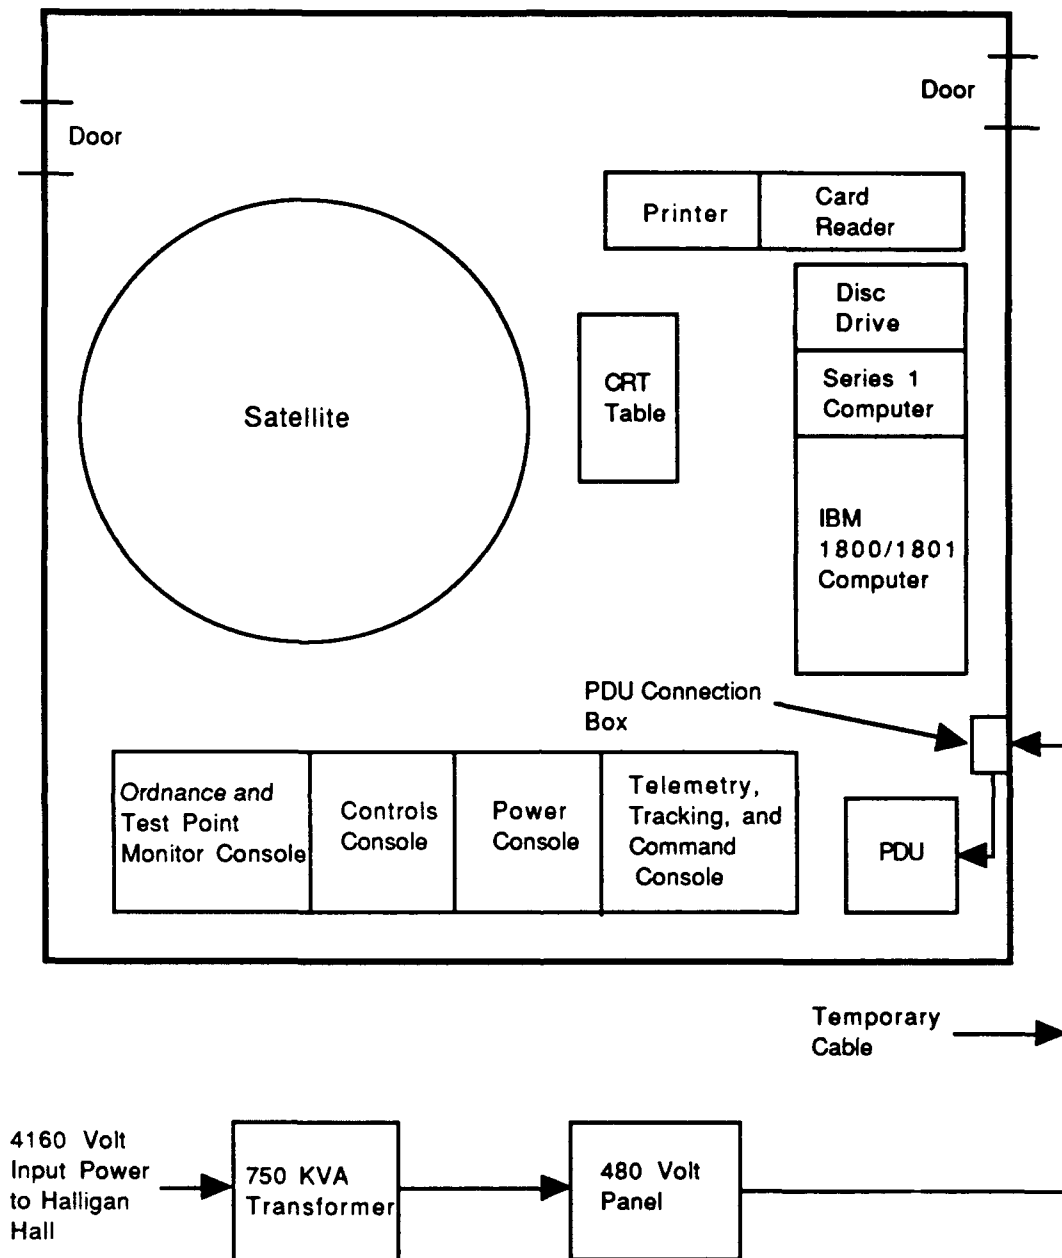 Door
Door
Printer
Card
Reader
Disc
Drive
CRT
Table
Series 1
Computer
Satellite
IBM
1800/1801
Computer
PDU Connection
Box
Ordnance and
Test Point
Monitor Console
Controls
Console
Power
Console
Telemetry,
Tracking, and
Command
Console
PDU
Temporary
Cable
4160 Volt
Input Power
to Halligan
Hall
750 KVA
Transformer
480 Volt
Panel